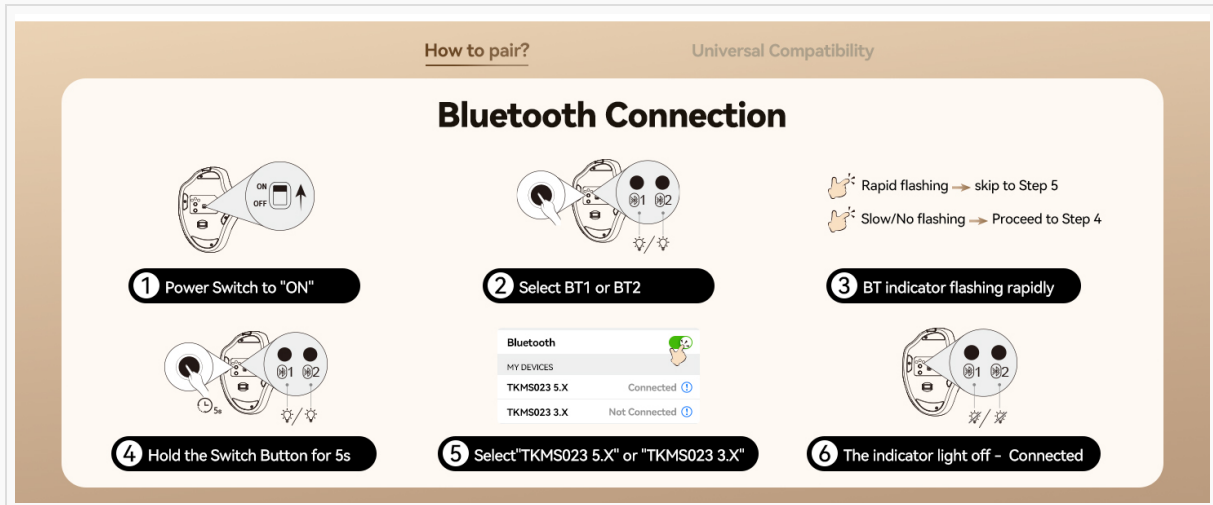 How to pair?
Universal Compatibility
Bluetooth Connection
ON
OFF
1 2
Rapid flashing → skip to Step 5
Slow/No flashing → Proceed to Step 4
1 Power Switch to "ON"
2 Select BT1 or BT2
3 BT indicator flashing rapidly
5s
1 2
Bluetooth
MY DEVICES
TKMS023 5.X Connected
TKMS023 3.X Not Connected
1 2
4 Hold the Switch Button for 5s
5 Select"TKMS023 5.X" or "TKMS023 3.X"
6 The indicator light off - Connected